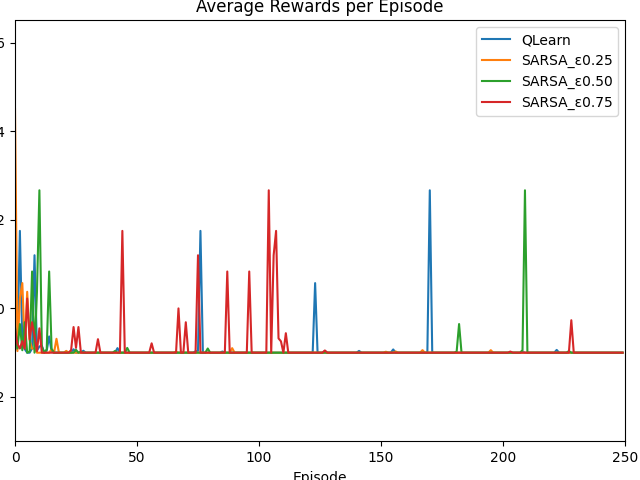 Average Rewards per Episode
QLearn
SARSA_ε0.25
SARSA_ε0.50
SARSA_ε0.75
6
4
2
0
2
0 50 100 150 200 250
Episode